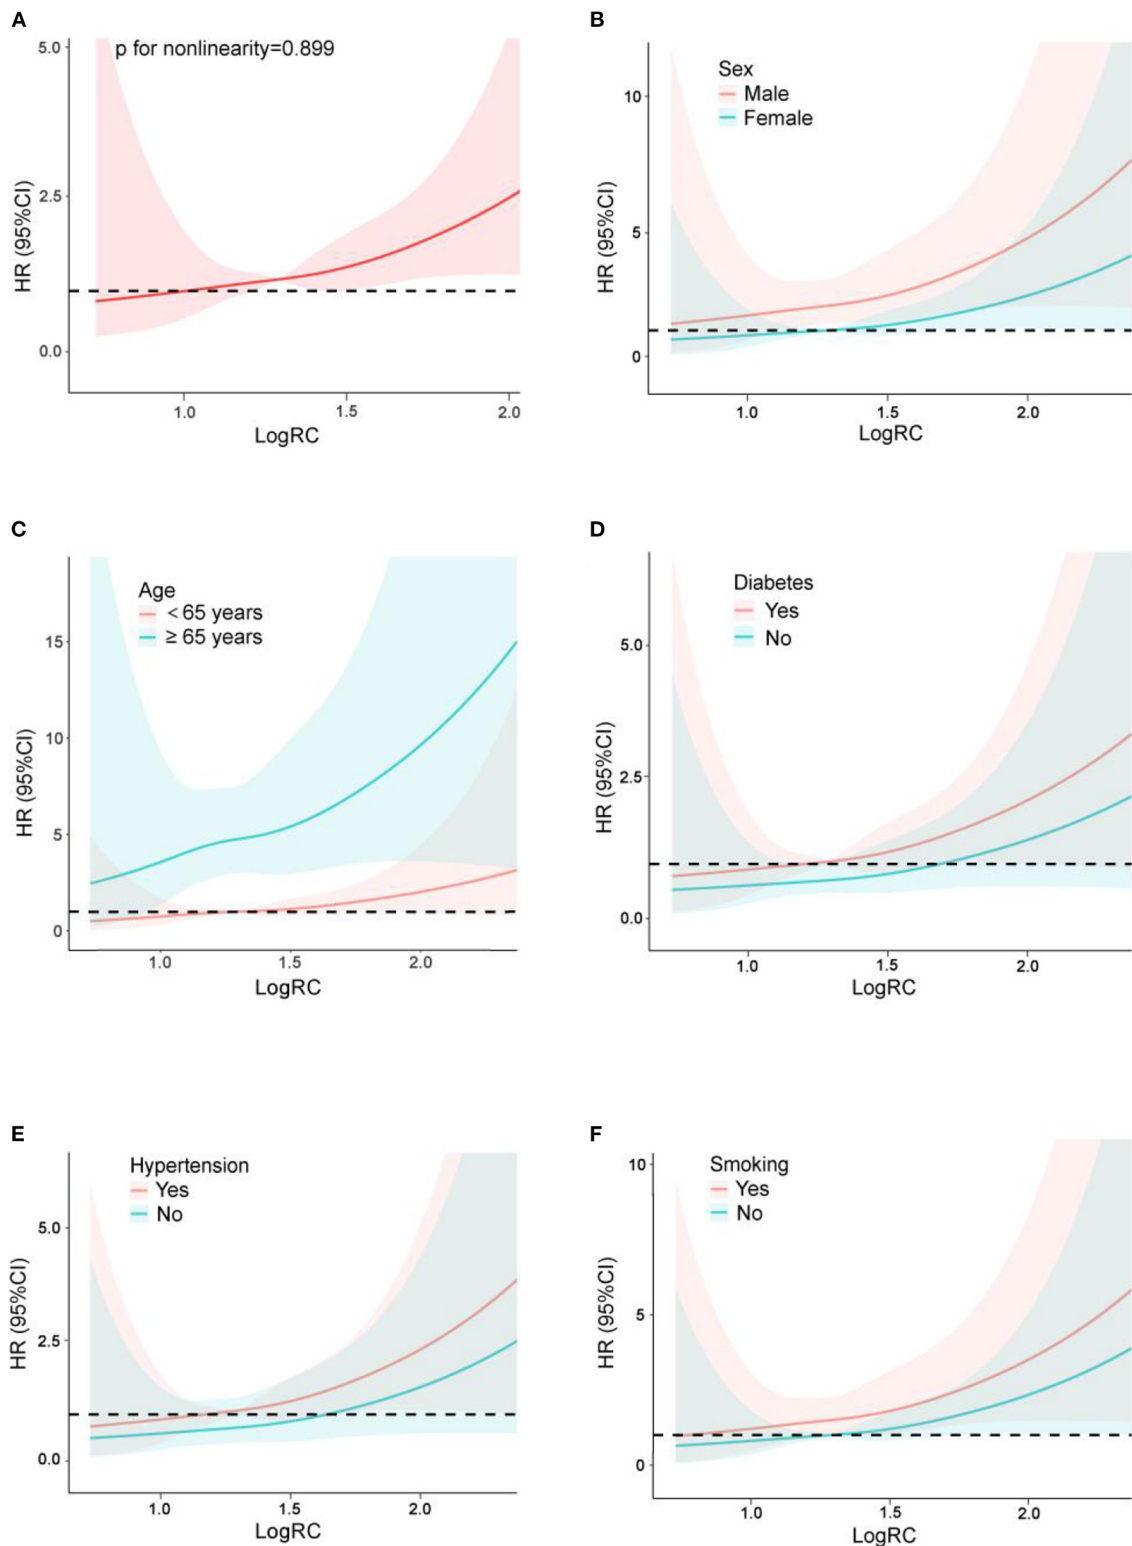 A
p for nonlinearity=0.899
5.0
2.5
0.0
HR (95%CI)
1.0 1.5 2.0
LogRC
B
Sex
Male
Female
10
5
0
HR (95%CI)
1.0 1.5 2.0
LogRC
C
Age
< 65 years
≥ 65 years
15
10
5
0
HR (95%CI)
1.0 1.5 2.0
LogRC
D
Diabetes
Yes
No
5.0
2.5
0.0
HR (95%CI)
1.0 1.5 2.0
LogRC
E
Hypertension
Yes
No
5.0
2.5
0.0
HR (95%CI)
1.0 1.5 2.0
LogRC
F
Smoking
Yes
No
10
5
0
HR (95%CI)
1.0 1.5 2.0
LogRC